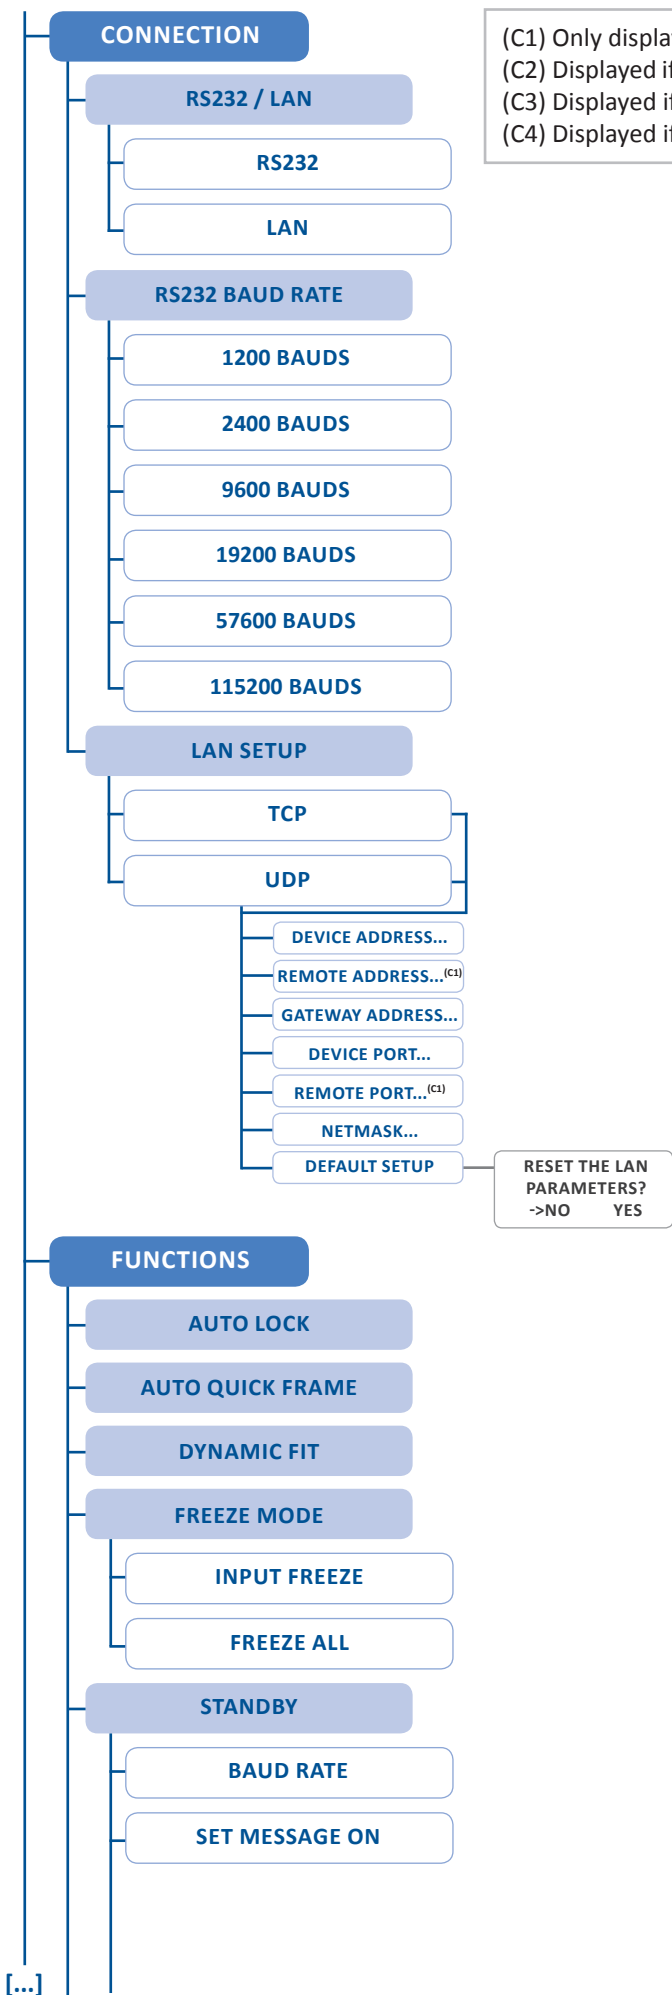 CONNECTION
(C1) Only
(C2) Displayed
(C3) Displayed
(C4) Displayed
RS232 / LAN
RS232
LAN
RS232 BAUD RATE
1200 BAUDS
2400 BAUDS
9600 BAUDS
19200 BAUDS
57600 BAUDS
115200 BAUDS
LAN SETUP
TCP
UDP
DEVICE ADDRESS...
REMOTE ADDRESS...(C1)
GATEWAY ADDRESS...
DEVICE PORT...
REMOTE PORT...(C1)
NETMASK...
DEFAULT SETUP
RESET THE LAN
PARAMETERS?
->NO YES
FUNCTIONS
AUTO LOCK
AUTO QUICK FRAME
DYNAMIC FIT
FREEZE MODE
INPUT FREEZE
FREEZE ALL
STANDBY
BAUD RATE
SET MESSAGE ON
[...]